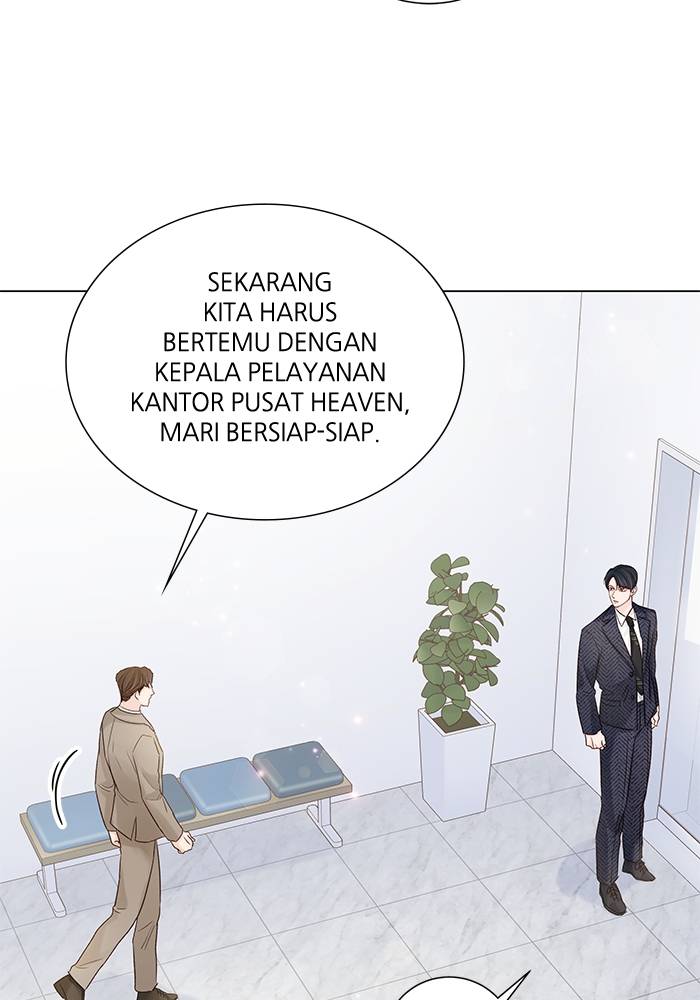 SEKARANG
KITA HARUS
BERTEMU DENGAN
KEPALA PELAYANAN
KANTOR PUSAT HEAVEN,
MARI BERSIAP-SIAP.